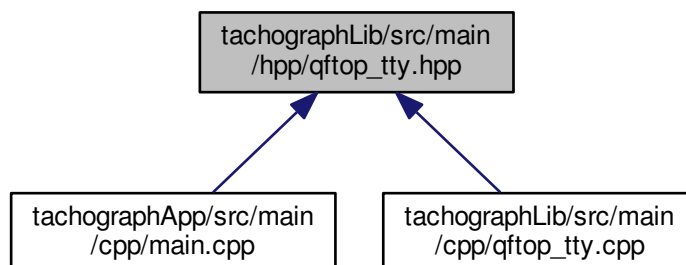 tachographLib/src/main
/hpp/qftop_tty.hpp
tachographApp/src/main
/cpp/main.cpp
tachographLib/src/main
/cpp/qftop_tty.cpp